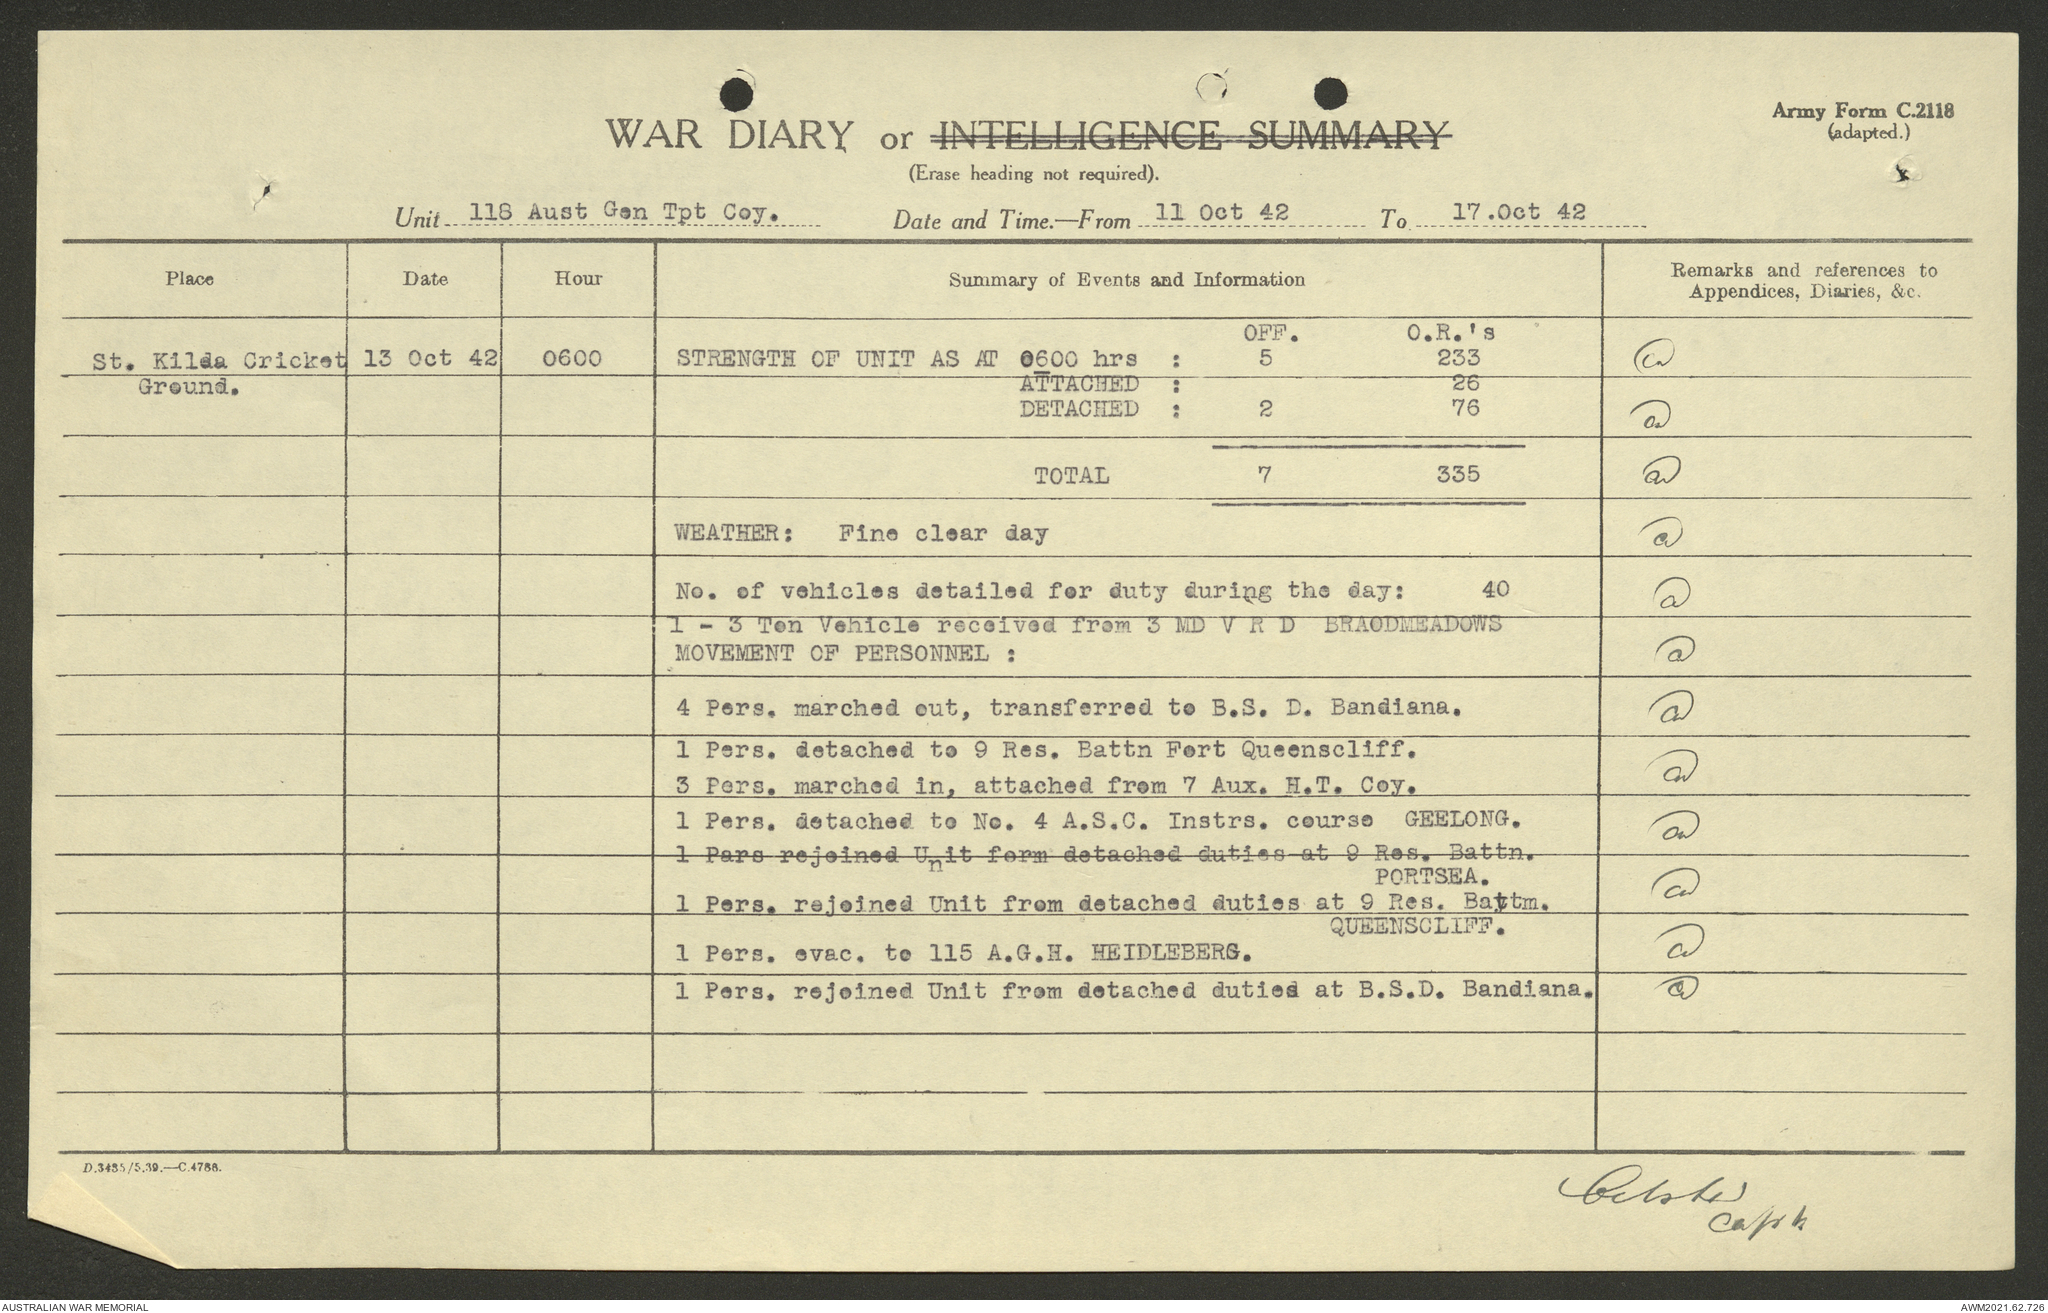 Army Form C.2118
(adapted.)
WAR DIARY or INTELLIGENCE SUMMARY
(Erase heading not required).
Unit 118 Aust Gen Tpt Coy. Date and Time.—From 11 Oct 42 To 17.Oct 42
Place Date Hour Summary of Events and Information Remarks and references to
Appendices, Diaries, &c.
OFF. O.R.'s
St. Kilda Cricket 13 Oct 42 0600 STRENGTH OF UNIT AS AT 0600 hrs : 5 233
Ground. ATTACHED : 26
DETACHED : 2 76
TOTAL 7 335
WEATHER: Fine clear day
No. of vehicles detailed for duty during the day: 40
1 - 3 Ton Vehicle received from 3 MD V R D BRAODMEADOWS
MOVEMENT OF PERSONNEL :
4 Pers. marched out, transferred to B.S. D. Bandiana.
1 Pers. detached to 9 Res. Battn Fort Queenscliff.
3 Pers. marched in, attached from 7 Aux. H.T. Coy.
1 Pers. detached to No. 4 A.S.C. Instrs. course GEELONG.
1 Pars rejoined Unit form detached duties at 9 Res. Battn.
PORTSEA.
1 Pers. rejoined Unit from detached duties at 9 Res. Battm.
QUEENSCLIFF.
1 Pers. evac. to 115 A.G.H. HEIDLEBERG.
1 Pers. rejoined Unit from detached duties at B.S.D. Bandiana.
D.3435/5.39.—C.4786.
Capt
AUSTRALIAN WAR MEMORIAL AWM2021.62.726